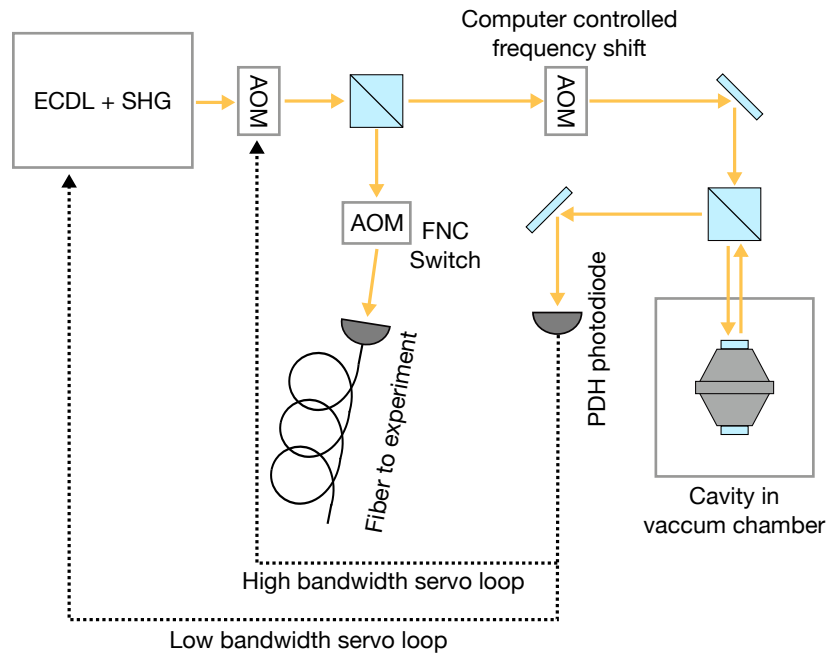 Computer controlled
frequency shift
ECDL + SHG
AOM
AOM
AOM
FNC
Switch
PDH photodiode
Fiber to experiment
Cavity in
vaccum chamber
High bandwidth servo loop
Low bandwidth servo loop